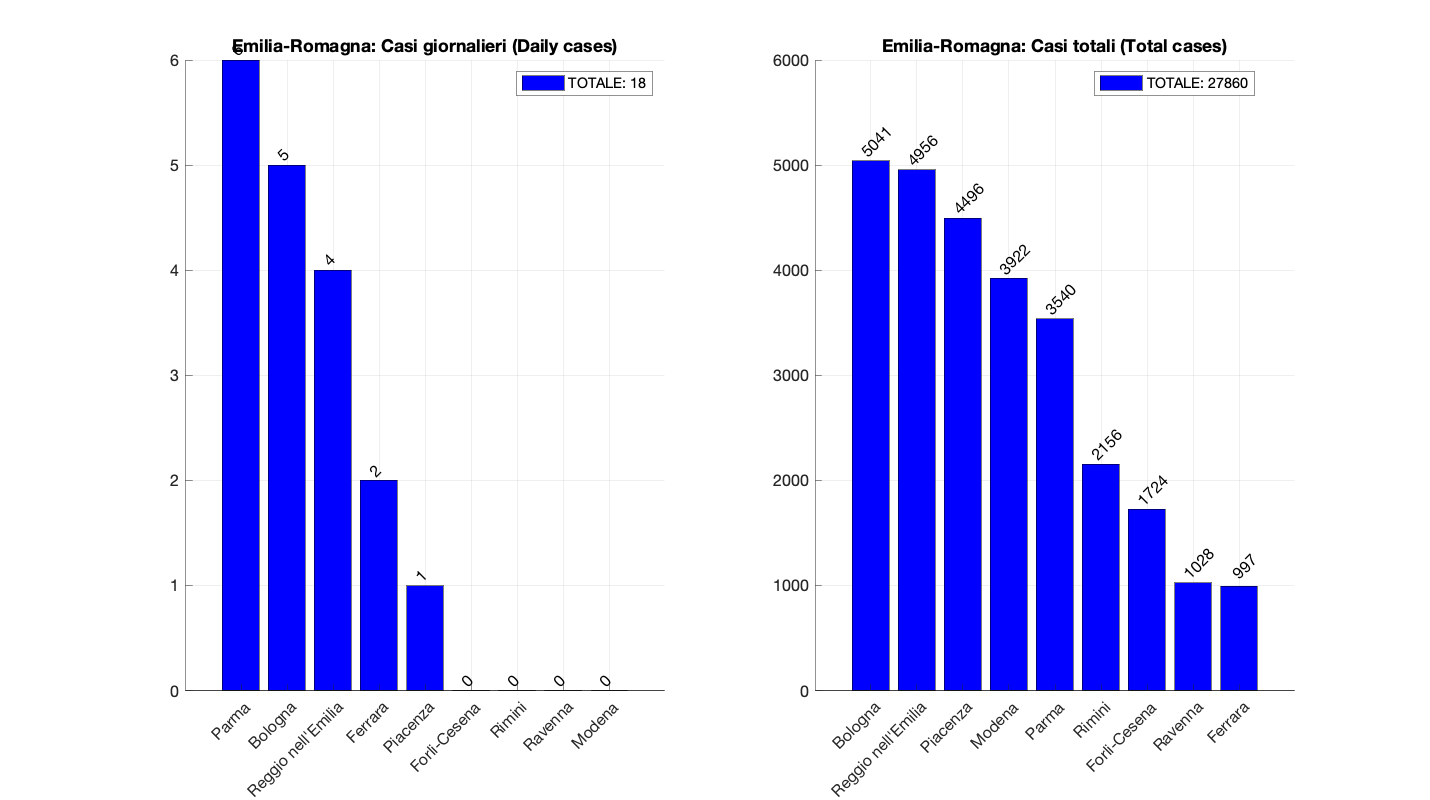 Emilia-Romagna: Casi giornalieri (Daily cases)
TOTALE: 18
6
5
4
3
2
1
0
6
5
4
2
1
0
0
0
0
Parma
Bologna
Reggio nell'Emilia
Ferrara
Piacenza
Forlì-Cesena
Rimini
Ravenna
Modena
Emilia-Romagna: Casi totali (Total cases)
TOTALE: 27860
6000
5000
4000
3000
2000
1000
0
5041
4956
4496
3922
3540
2156
1724
1028
997
Bologna
Reggio nell'Emilia
Piacenza
Modena
Parma
Rimini
Forlì-Cesena
Ravenna
Ferrara